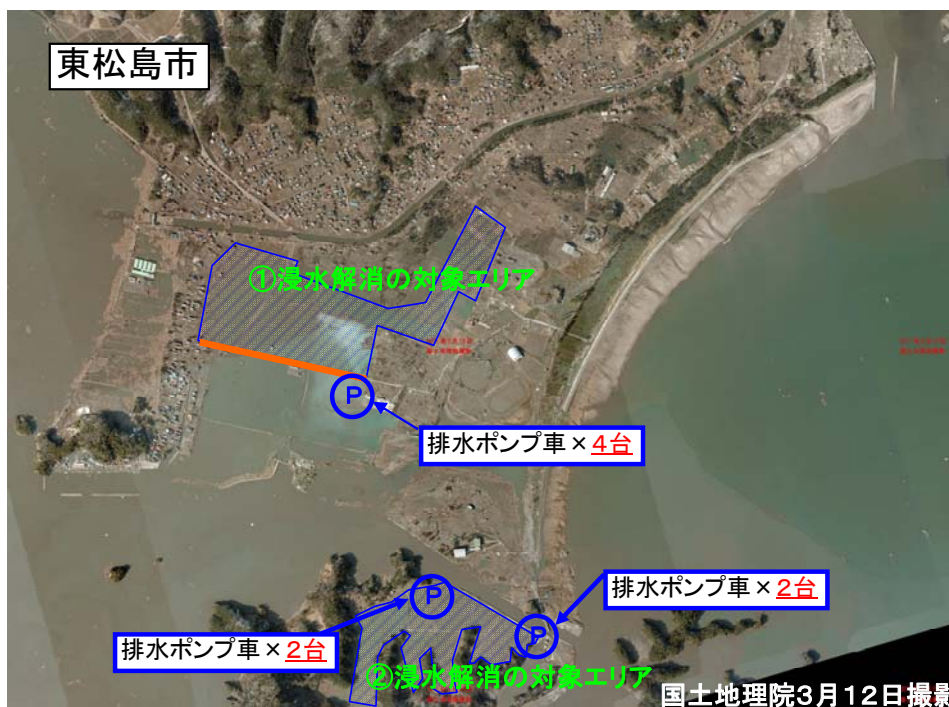 東松島市
①浸水解消の対象エリア
P
排水ポンプ車×4台
P
排水ポンプ車×2台
P
排水ポンプ車×2台
②浸水解消の対象エリア
国土地理院3月12日撮影